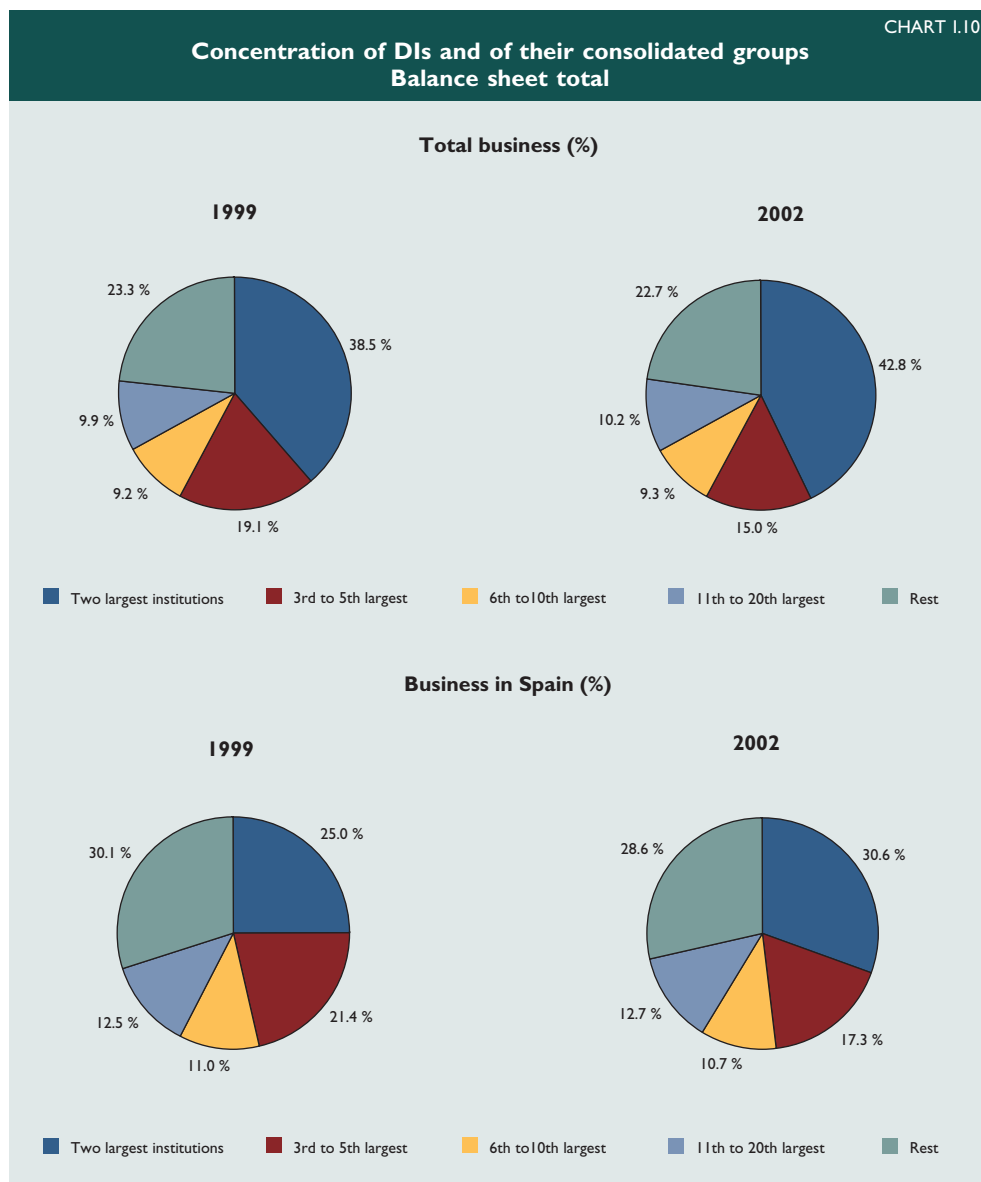 CHART I.10
Concentration of DIs and of their consolidated groups
Balance sheet total
Total business (%)
1999
2002
23.3 %
38.5 %
9.9 %
9.2 %
19.1 %
22.7 %
42.8 %
10.2 %
9.3 %
15.0 %
Two largest institutions
3rd to 5th largest
6th to10th largest
11th to 20th largest
Rest
Business in Spain (%)
1999
2002
25.0 %
30.1 %
12.5 %
21.4 %
11.0 %
28.6 %
30.6 %
12.7 %
17.3 %
10.7 %
Two largest institutions
3rd to 5th largest
6th to10th largest
11th to 20th largest
Rest